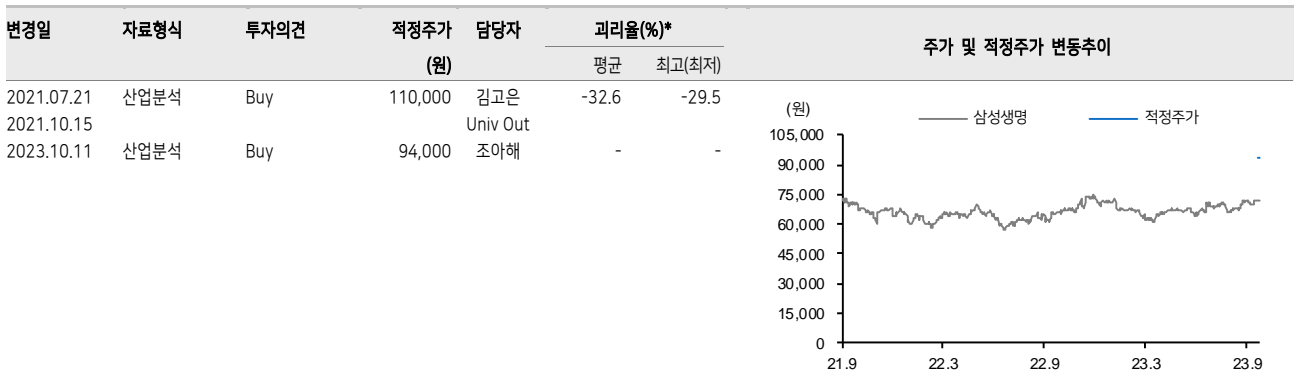 변경일 자료형식 투자의견 적정주가 담당자 괴리율(%)* 주가 및 적정주가 변동추이
(원) 평균 최고(최저)
2021.07.21 산업분석 Buy 110,000 김고은 -32.6 -29.5
2021.10.15 Univ Out
2023.10.11 산업분석 Buy 94,000 조아해 - -
(원) 삼성생명 적정주가
105,000
90,000
75,000
60,000
45,000
30,000
15,000
0
21.9 22.3 22.9 23.3 23.9